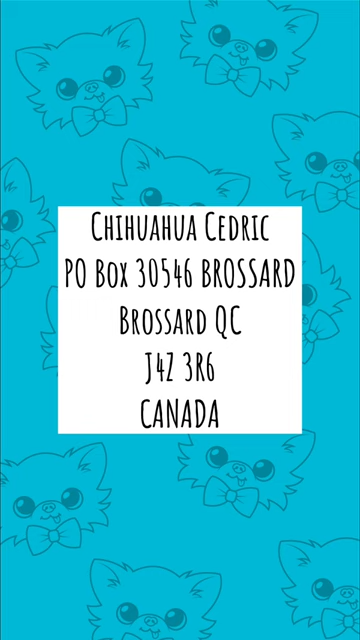 Chihuahua Cedric
PO Box 30546 BROSSARD
Brossard QC
J4Z 3R6
CANADA